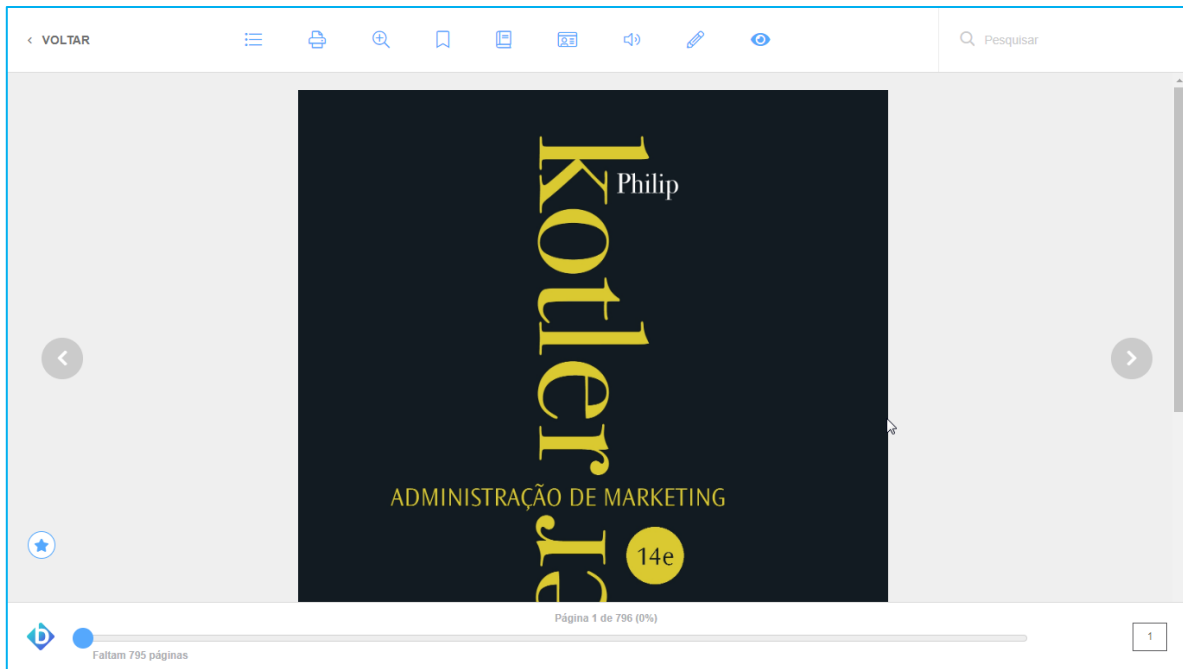 VOLTAR
Pesquisar
kotler
Philip
ADMINISTRAÇÃO DE MARKETING
14e
Página 1 de 796 (0%)
Faltam 795 páginas
1